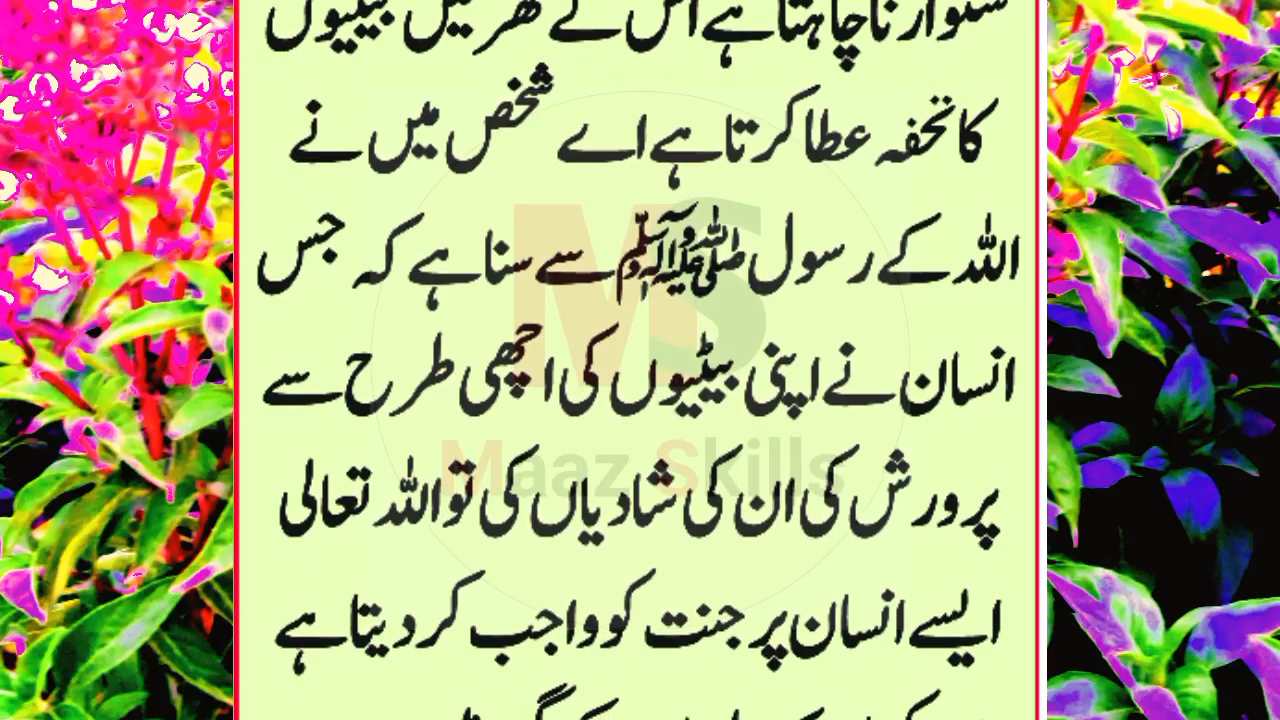 سنوارنا چاہتا ہے اس کے گھر میں بیٹیوں
کا تحفہ عطا کرتا ہے اے شخص میں نے
اللہ کے رسول ﷺ سے سنا ہے کہ جس
انسان نے اپنی بیٹیوں کی اچھی طرح سے
پرورش کی ان کی شادیاں کی تو اللہ تعالی
ایسے انسان پر جنت کو واجب کر دیتا ہے
MS
Maaz Skills